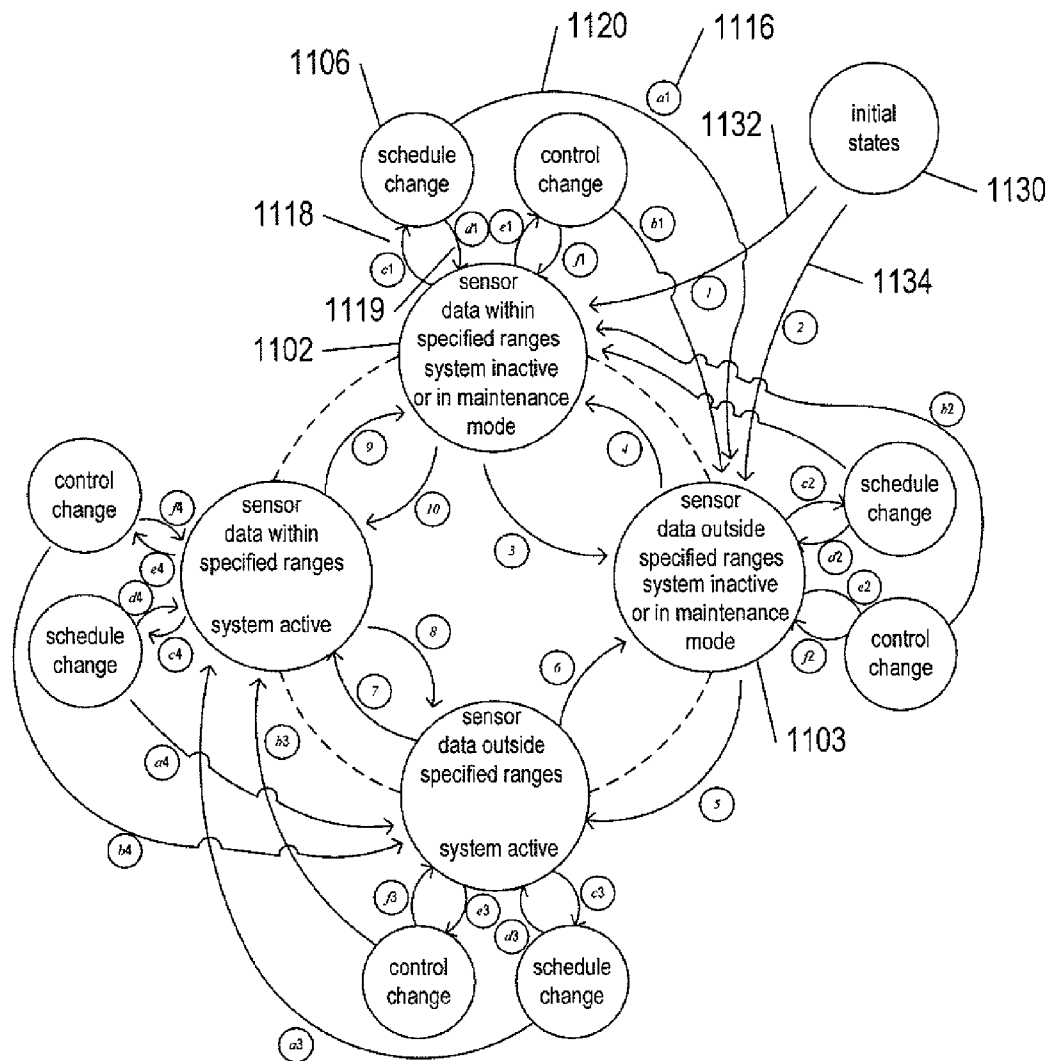 1120
1116
1106
a1
1132
initial
states
schedule
change
control
change
1130
1118
d1
e1
b1
c1
f1
1119
sensor
data within
specified ranges
system inactive
or in maintenance
mode
1
1134
1102
2
b2
9
4
control
change
f4
sensor
data within
specified ranges
system active
10
3
sensor
data outside
specified ranges
system inactive
or in maintenance
mode
c2
schedule
change
d2
e2
e4
d4
schedule
change
c4
8
6
f2
control
change
7
sensor
data outside
specified ranges
system active
1103
b3
a4
5
b4
f3
e3
c3
d3
control
change
schedule
change
a3